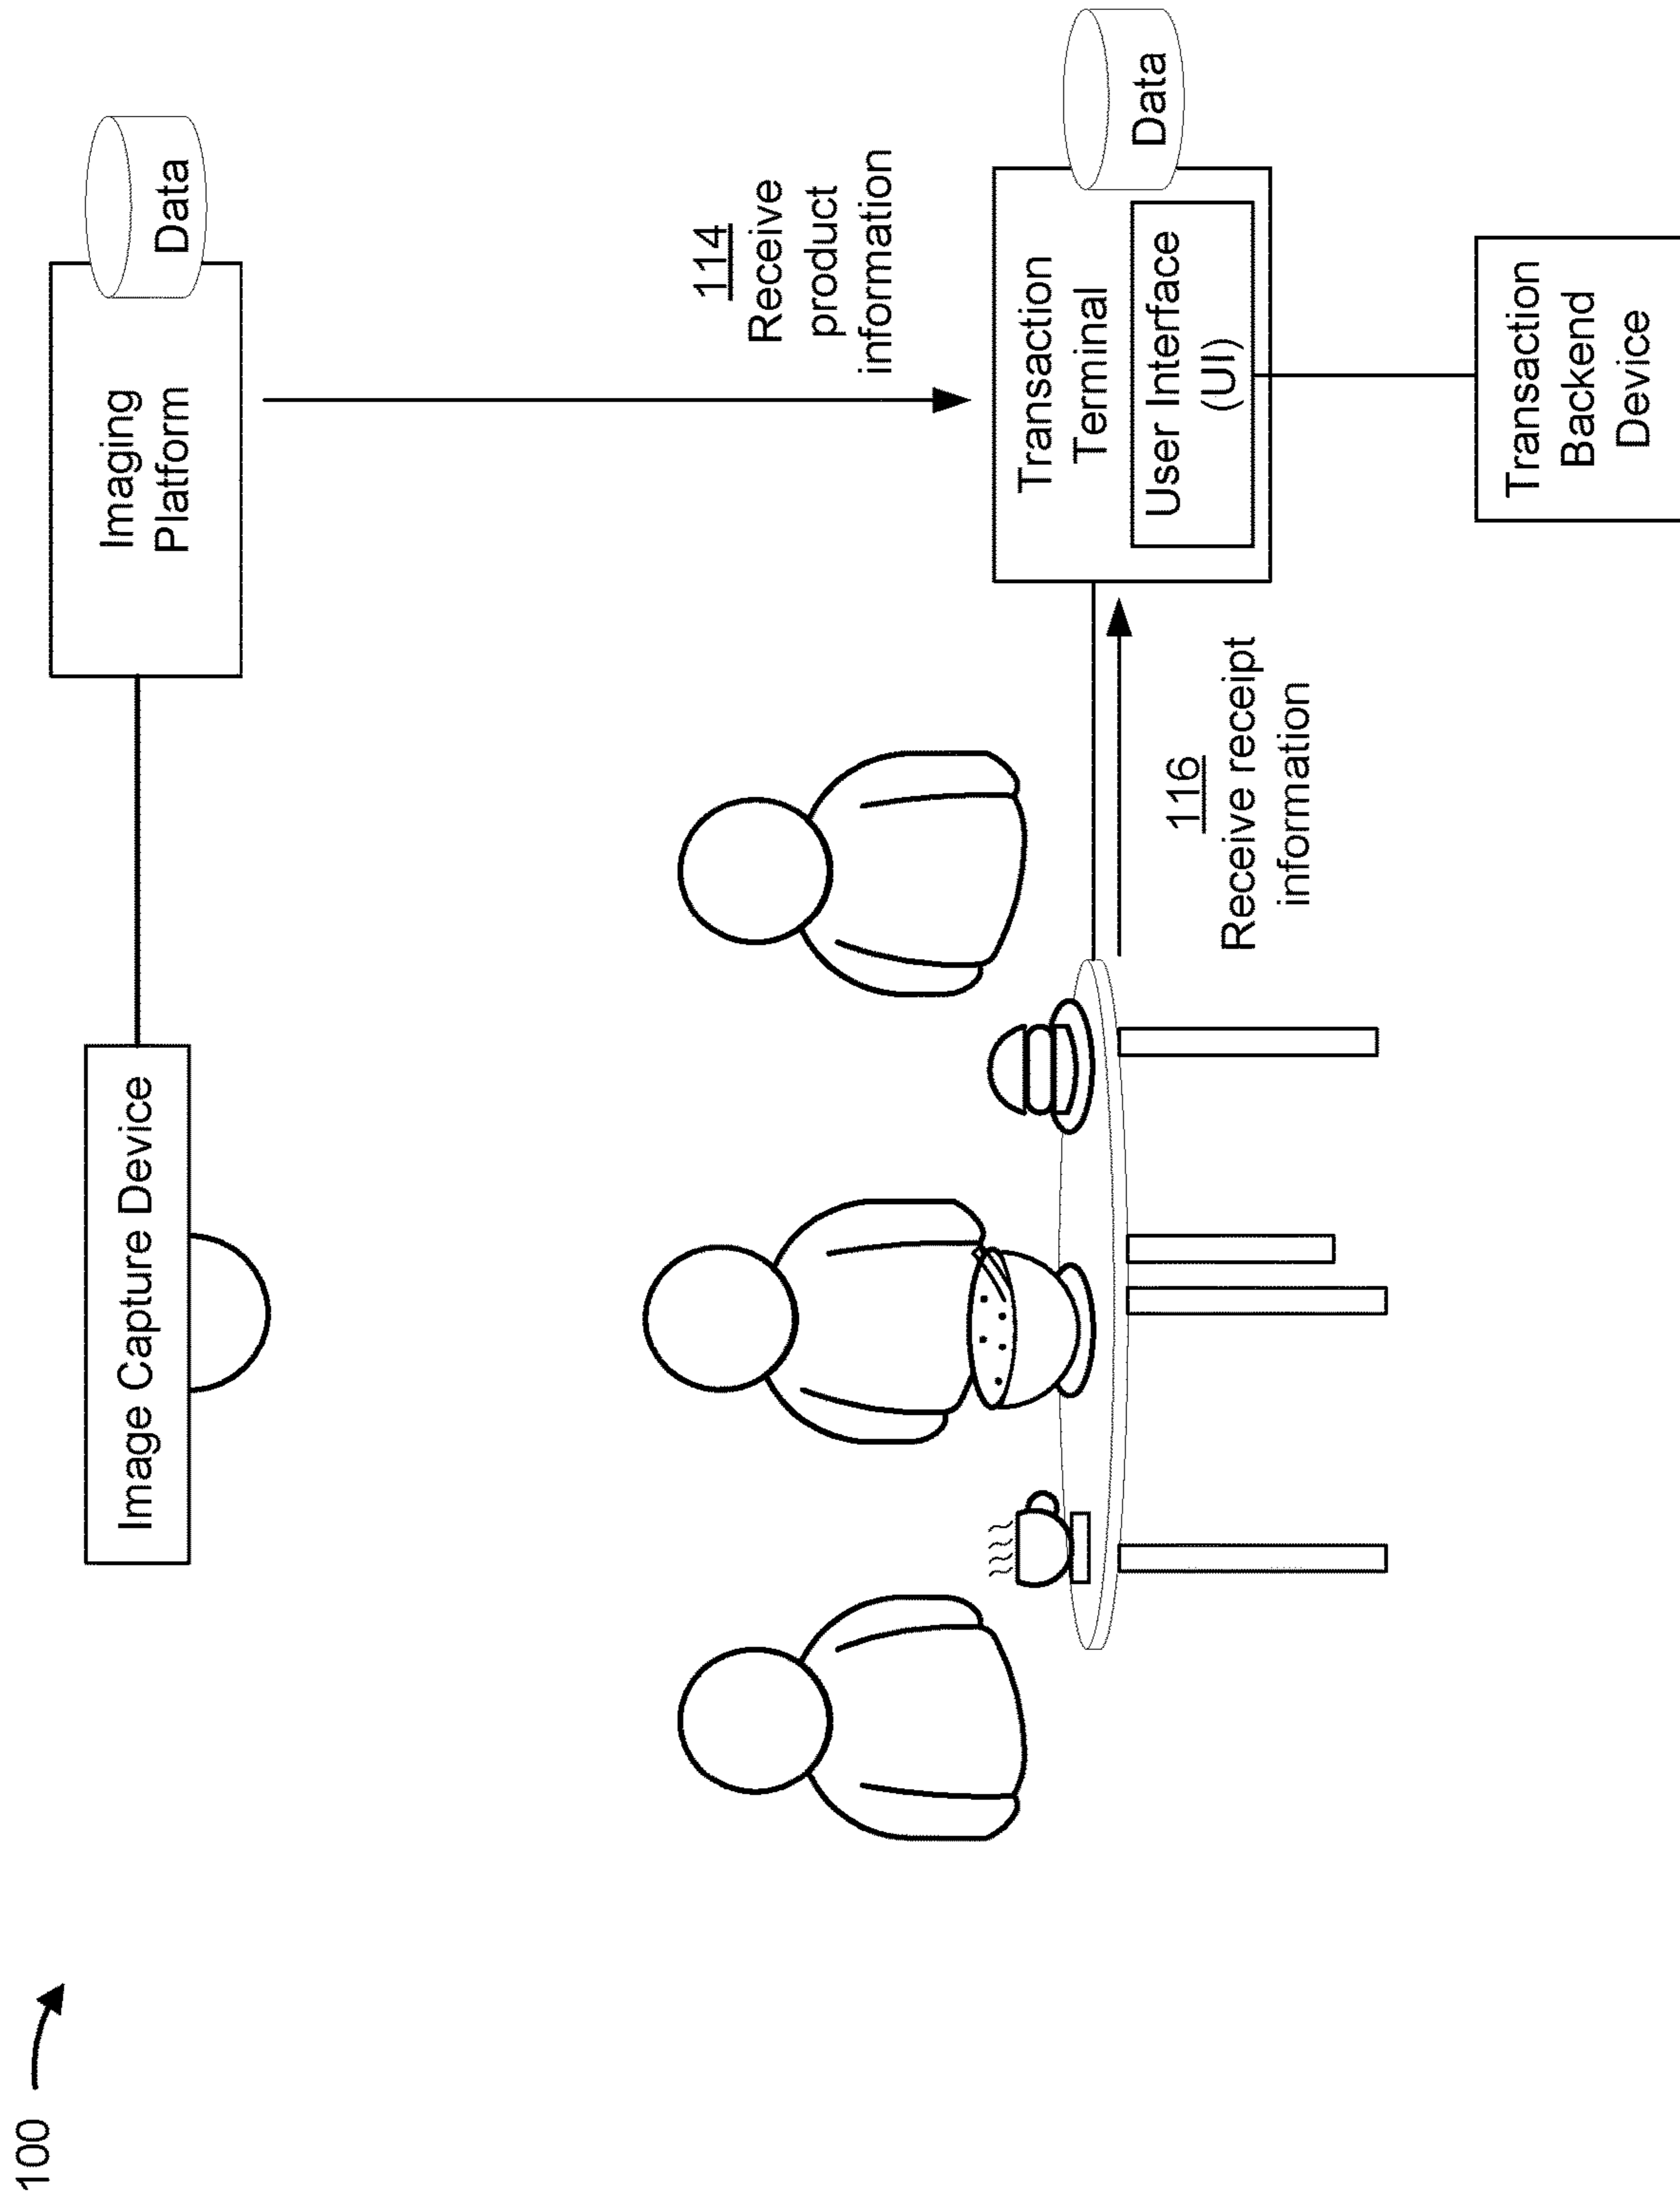 100
Image Capture Device
Imaging
Platform
Data
114
Receive
product
information
116
Receive receipt
information
Transaction
Terminal
User Interface
(UI)
Data
Transaction
Backend
Device